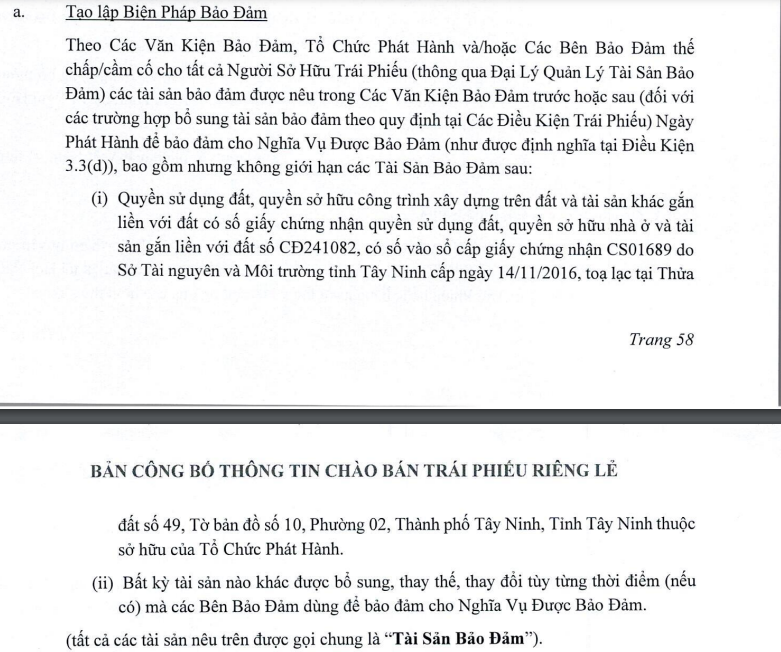 a. Tạo lập Biện Pháp Bảo Đảm
Theo Các Văn Kiện Bảo Đảm, Tổ Chức Phát Hành và/hoặc Các Bên Bảo Đảm thế
chấp/cầm cố cho tất cả Người Sở Hữu Trái Phiếu (thông qua Đại Lý Quản Lý Tài Sản Bảo
Đảm) các tài sản bảo đảm được nêu trong Các Văn Kiện Bảo Đảm trước hoặc sau (đối với
các trường hợp bổ sung tài sản bảo đảm theo quy định tại Các Điều Kiện Trái Phiếu) Ngày
Phát Hành để bảo đảm cho Nghĩa Vụ Được Bảo Đảm (như được định nghĩa tại Điều Kiện
3.3(d)), bao gồm nhưng không giới hạn các Tài Sản Bảo Đảm sau:
(i) Quyền sử dụng đất, quyền sở hữu công trình xây dựng trên đất và tài sản khác gắn
liền với đất có số giấy chứng nhận quyền sử dụng đất, quyền sở hữu nhà ở và tài
sản gắn liền với đất số CĐ241082, có số vào sổ cấp giấy chứng nhận CS01689 do
Sở Tài nguyên và Môi trường tỉnh Tây Ninh cấp ngày 14/11/2016, toạ lạc tại Thửa
Trang 58
BẢN CÔNG BỐ THÔNG TIN CHÀO BÁN TRÁI PHIẾU RIÊNG LẺ
đất số 49, Tờ bản đồ số 10, Phường 02, Thành phố Tây Ninh, Tỉnh Tây Ninh thuộc
sở hữu của Tổ Chức Phát Hành.
(ii) Bất kỳ tài sản nào khác được bổ sung, thay thế, thay đổi tùy từng thời điểm (nếu
có) mà các Bên Bảo Đảm dùng để bảo đảm cho Nghĩa Vụ Được Bảo Đảm.
(tất cả các tài sản nêu trên được gọi chung là “Tài Sản Bảo Đảm”).